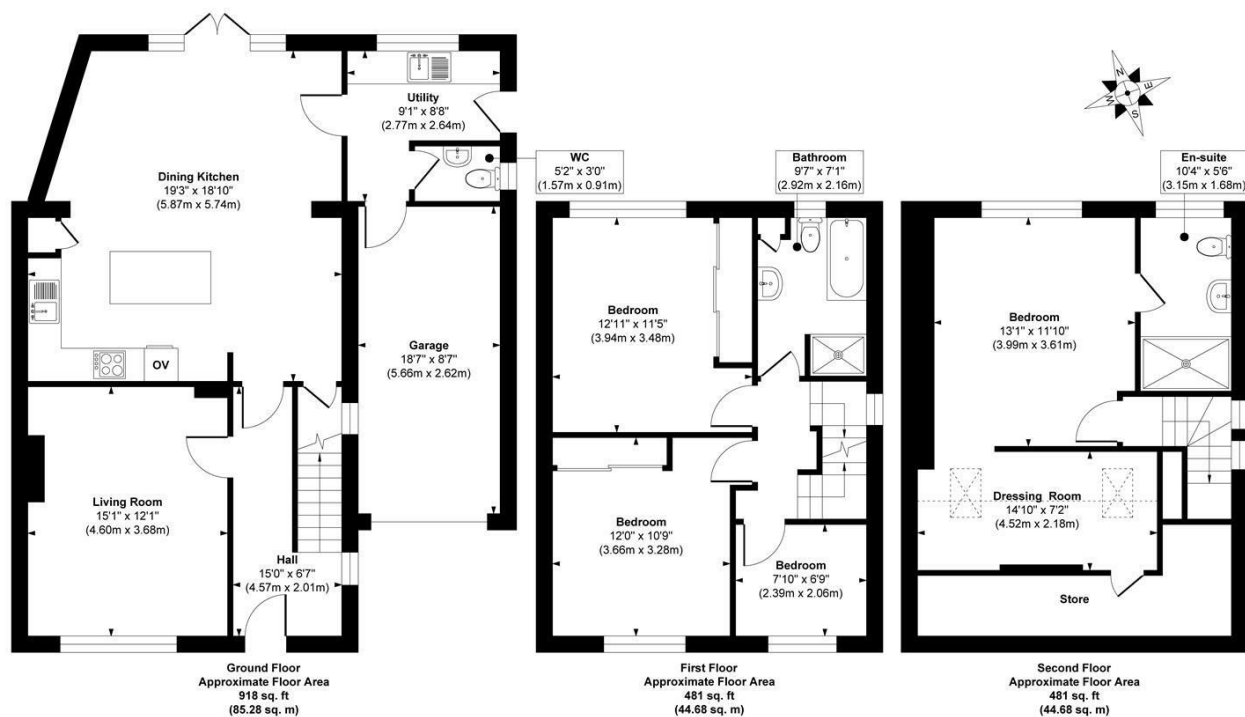 Utility
9'1" x 8'8"
(2.77m x 2.64m)
WC
5'2" x 3'0"
(1.57m x 0.91m)
Dining Kitchen
19'3" x 18'10"
(5.87m x 5.74m)
OV
Garage
18'7" x 8'7"
(5.66m x 2.62m)
Living Room
15'1" x 12'1"
(4.60m x 3.68m)
Hall
15'0" x 6'7"
(4.57m x 2.01m)
Ground Floor
Approximate Floor Area
918 sq. ft
(85.28 sq. m)
Bathroom
9'7" x 7'1"
(2.92m x 2.16m)
Bedroom
12'11" x 11'5"
(3.94m x 3.48m)
Bedroom
12'0" x 10'9"
(3.66m x 3.28m)
Bedroom
7'10" x 6'9"
(2.39m x 2.06m)
First Floor
Approximate Floor Area
481 sq. ft
(44.68 sq. m)
N
E
S
W
En-suite
10'4" x 5'6"
(3.15m x 1.68m)
Bedroom
13'1" x 11'10"
(3.99m x 3.61m)
Dressing Room
14'10" x 7'2"
(4.52m x 2.18m)
Store
Second Floor
Approximate Floor Area
481 sq. ft
(44.68 sq. m)